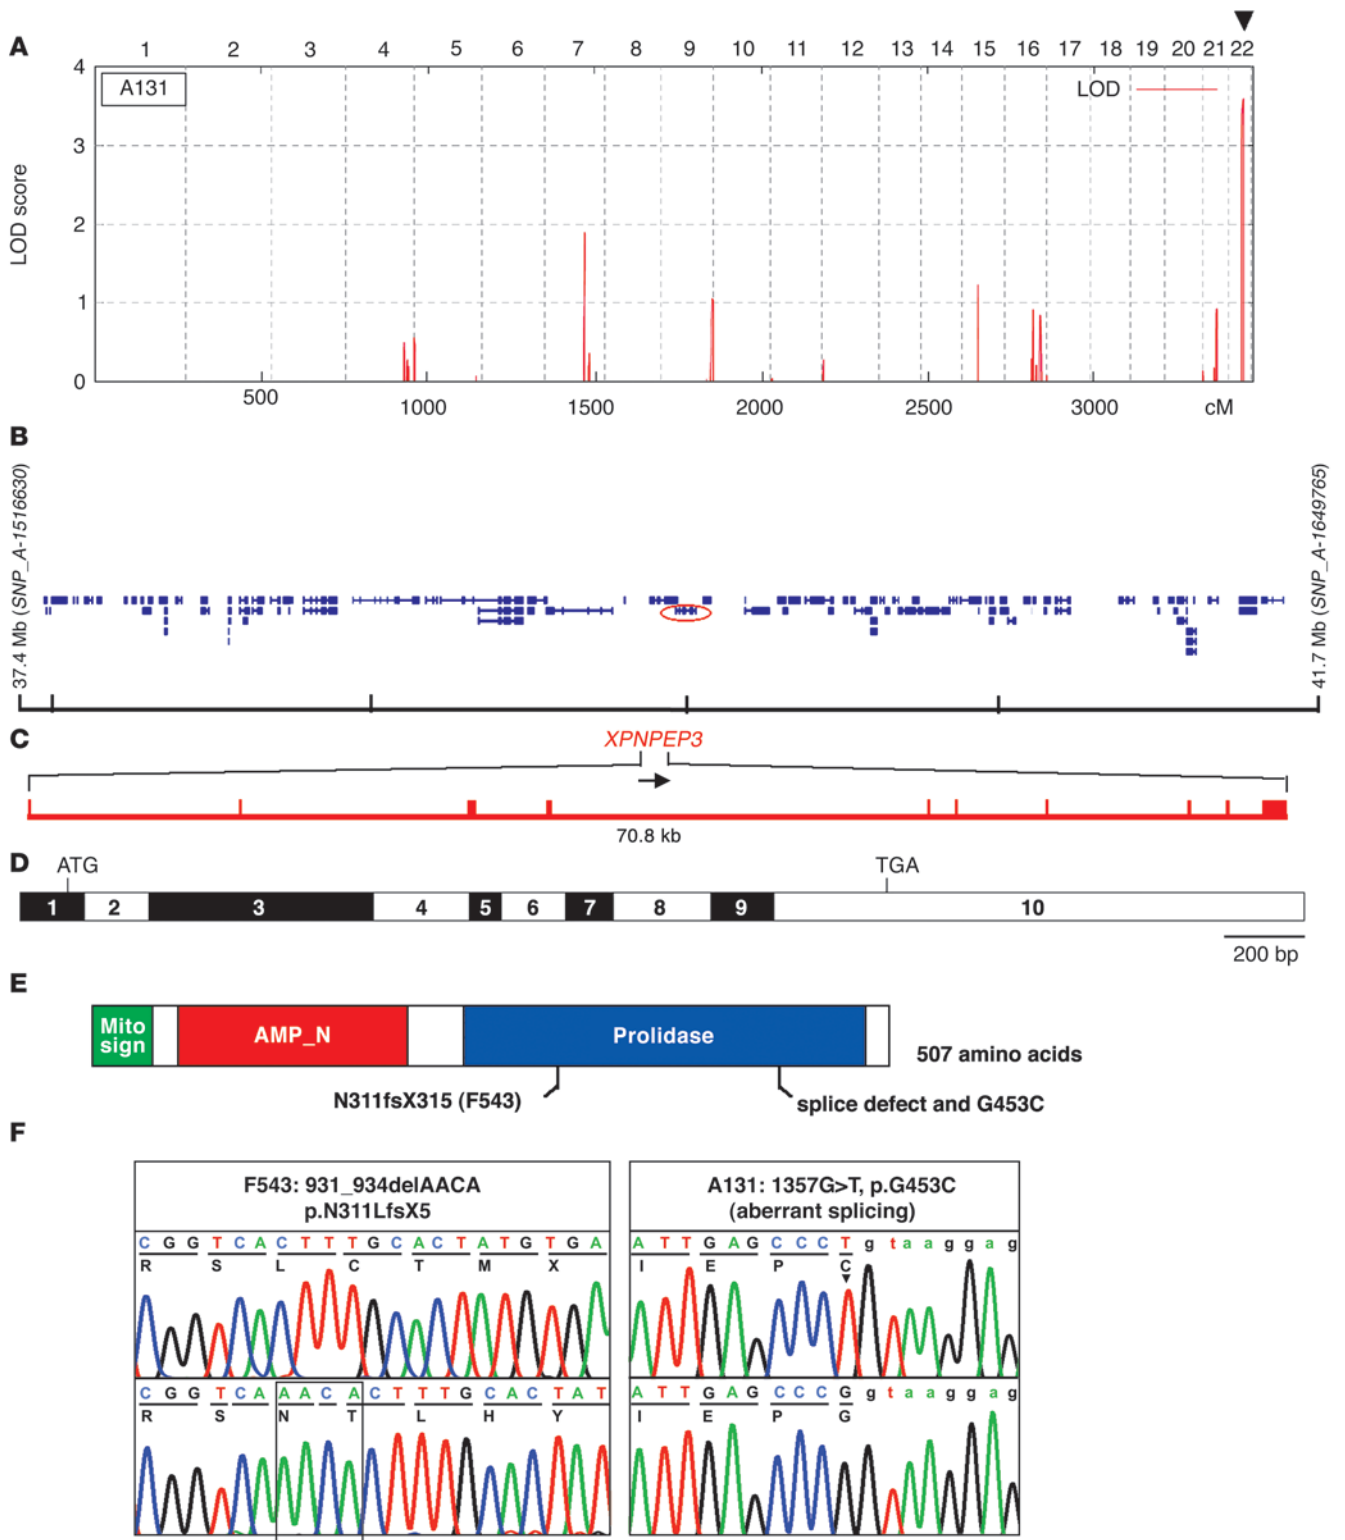 A
1 2 3 4 5 6 7 8 9 10 11 12 13 14 15 16 17 18 19 20 21 22
4
A131
LOD
3
LOD score
2
1
0
500 1000 1500 2000 2500 3000 cM
B
37.4 Mb (SNP_A-1516630)
41.7 Mb (SNP_A-1649765)
C
XPNPEP3
70.8 kb
D
ATG TGA
1 2 3 4 5 6 7 8 9 10
200 bp
E
Mito
sign
AMP_N
Prolidase
507 amino acids
N311fsX315 (F543)
splice defect and G453C
F
F543: 931_934delAACA
p.N311LfsX5
C G G T C A C T T T G C A C T A T G T G A
R S L C T M X
C G G T C A A A C A C T T T G C A C T A T
R S N T L H Y
A131: 1357G>T, p.G453C
(aberrant splicing)
A T T G A G C C C T g t a a g g a g
I E P C
A T T G A G C C C G g t a a g g a g
I E P G